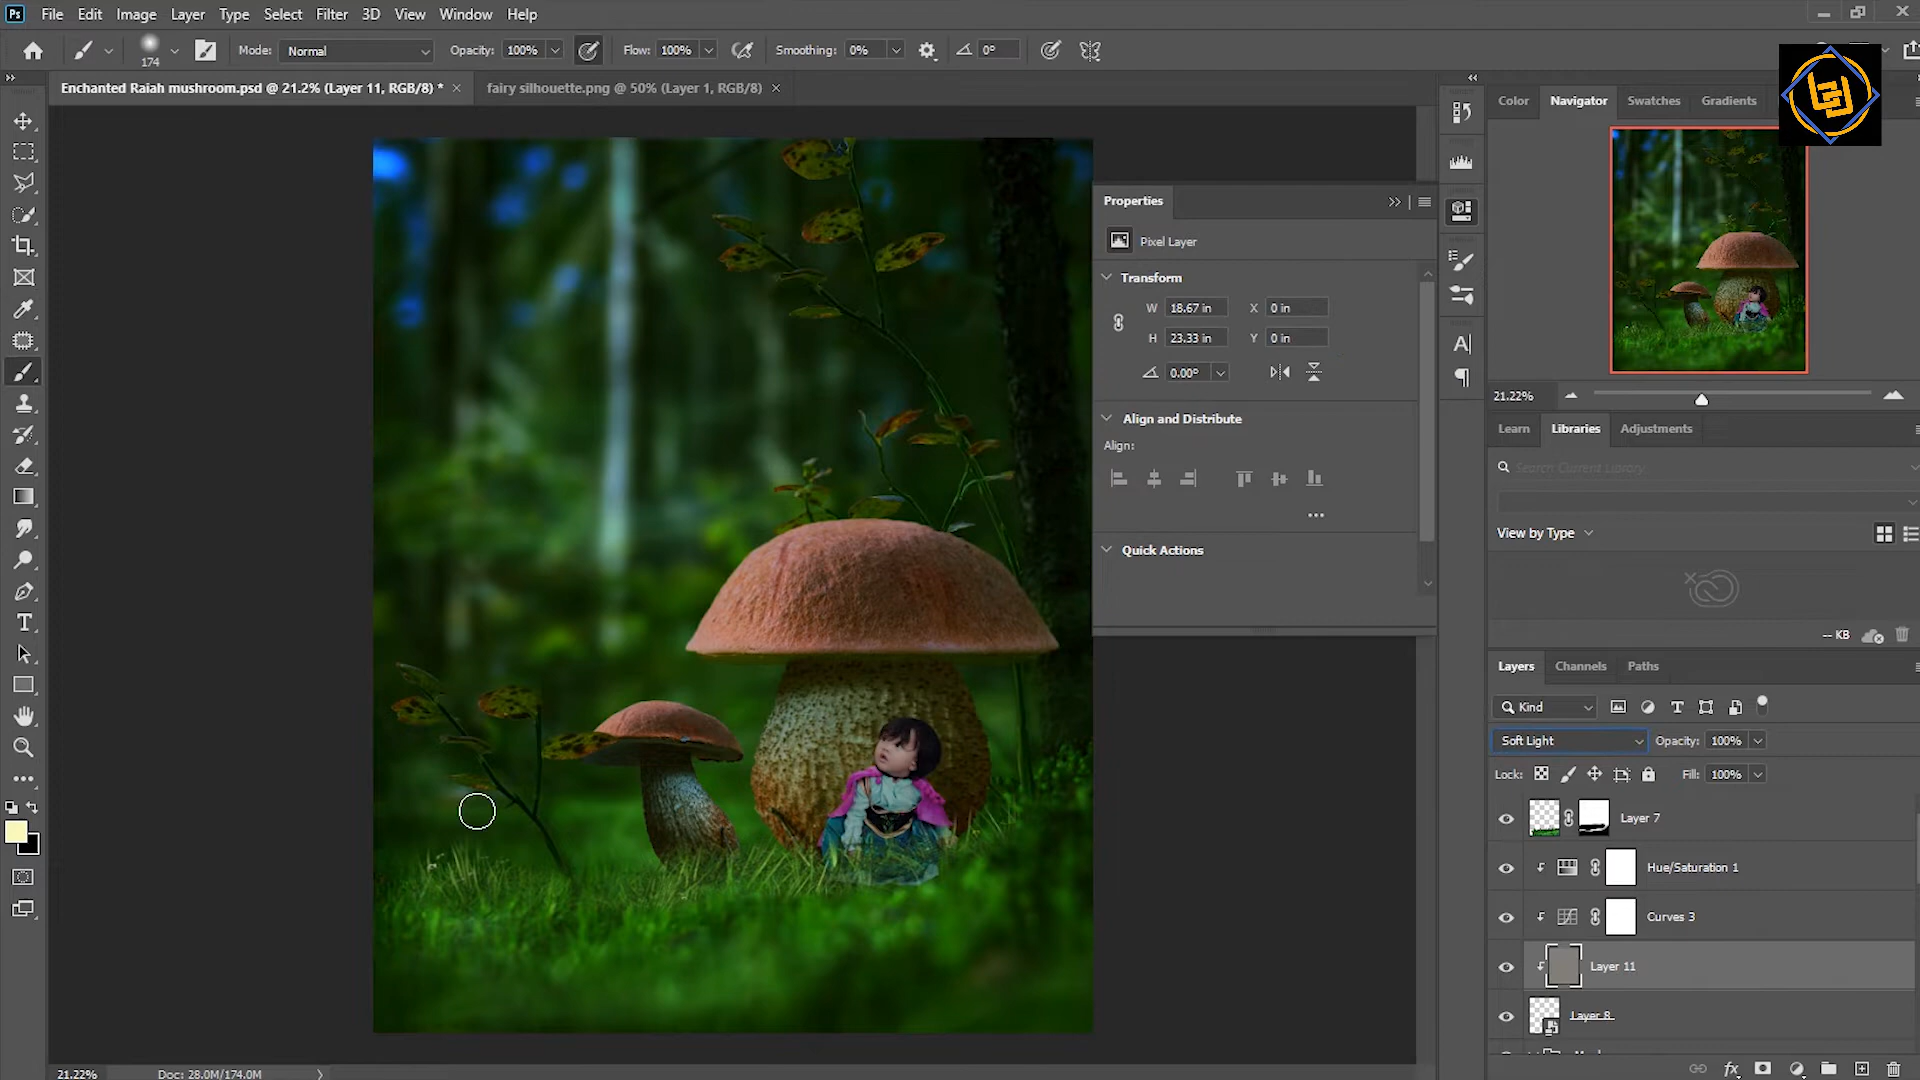 Ps File Edit Image Layer Type Select Filter 3D View Window Help
174 Mode: Normal Opacity: 100% Flow: 100% Smoothing: 0% 0°
Enchanted Raiah mushroom.psd @ 21.2% (Layer 11, RGB/8) * × fairy silhouette.png @ 50% (Layer 1, RGB/8) ×
Color Navigator Swatches Gradients
Properties
Pixel Layer
Transform
W 18.67 in X 0 in
H 23.33 in Y 0 in
0.00°
Align and Distribute
Align:
Quick Actions
21.22%
Learn Libraries Adjustments
Search Current Library
View by Type
-- KB
Layers Channels Paths
Kind
Soft Light Opacity: 100%
Lock: Fill: 100%
Layer 7
Hue/Saturation 1
Curves 3
Layer 11
Layer 8
21.22% Doc: 28.0M/174.0M